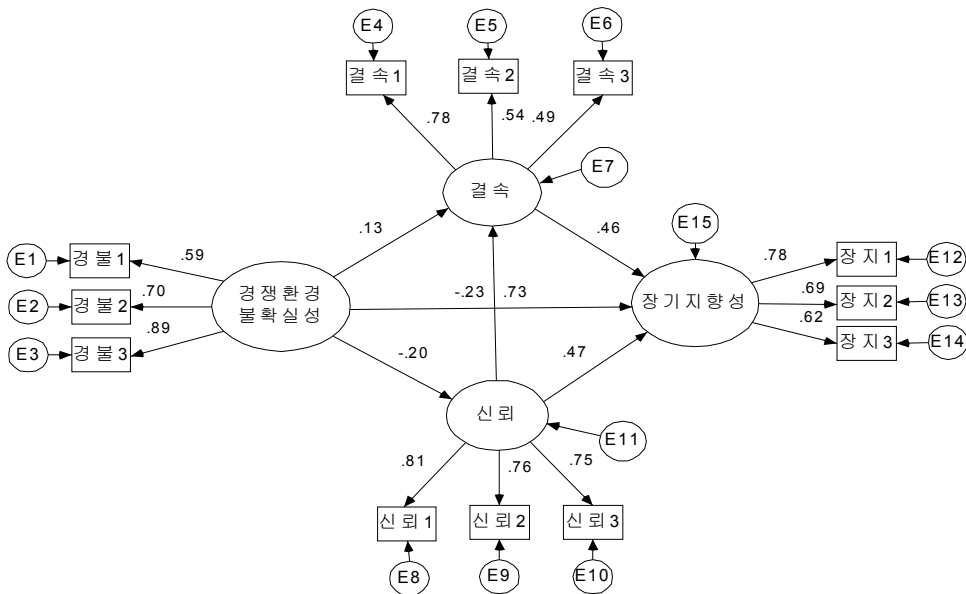 E4
E5
E6
결속1
결속2
결속3
.78
.54
.49
결속
E7
.13
.46
E15
E1
경불1
.59
E2
경불2
.70
E3
경불3
.89
경쟁환경
불확실성
-.23
.73
장기지향성
.78
장지1
E12
.69
장지2
E13
.62
장지3
E14
-.20
.47
신뢰
E11
.81
.76
.75
신뢰1
신뢰2
신뢰3
E8
E9
E10